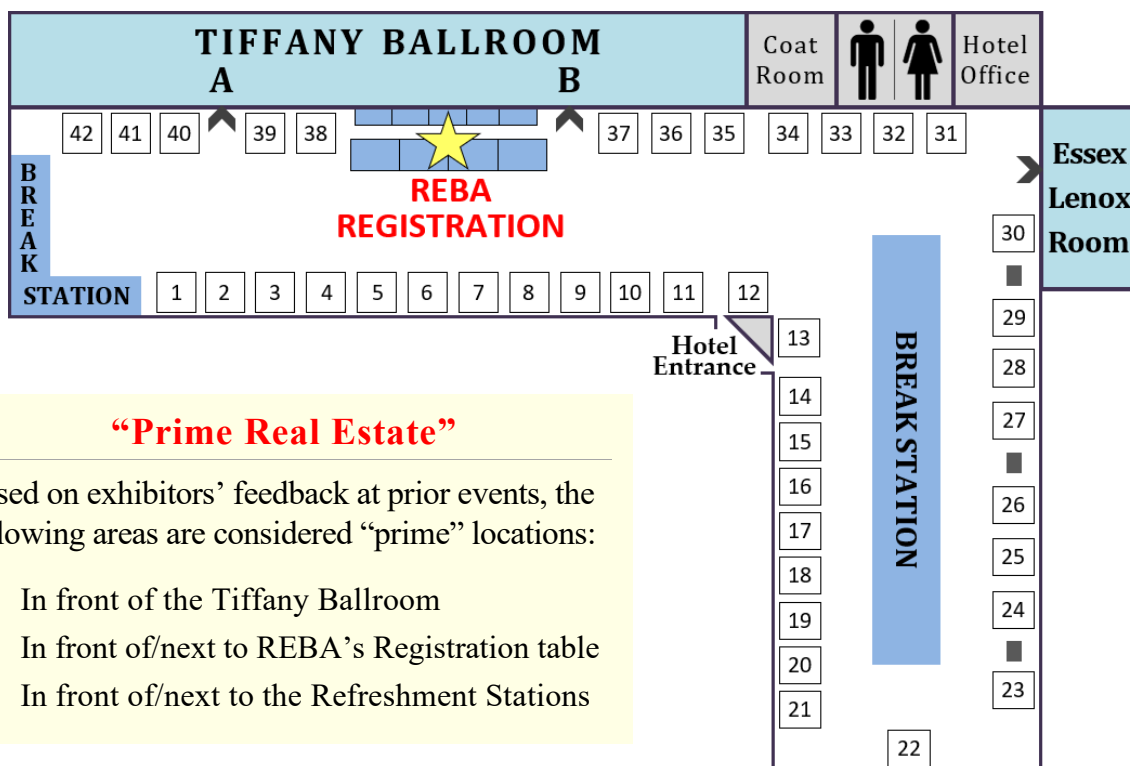 TIFFANY BALLROOM
A
B
Coat
Room
Hotel
Office
42
41
40
39
38
37
36
35
34
33
32
31
Essex
Lenox
Room
BREAK
STATION
REBA
REGISTRATION
30
29
28
27
26
25
24
23
1
2
3
4
5
6
7
8
9
10
11
12
Hotel
Entrance
13
14
15
16
17
18
19
20
21
22
BREAK STATION
“Prime Real Estate”
sed on exhibitors’ feedback at prior events, the
lowing areas are considered “prime” locations:
In front of the Tiffany Ballroom
In front of/next to REBA’s Registration table
In front of/next to the Refreshment Stations